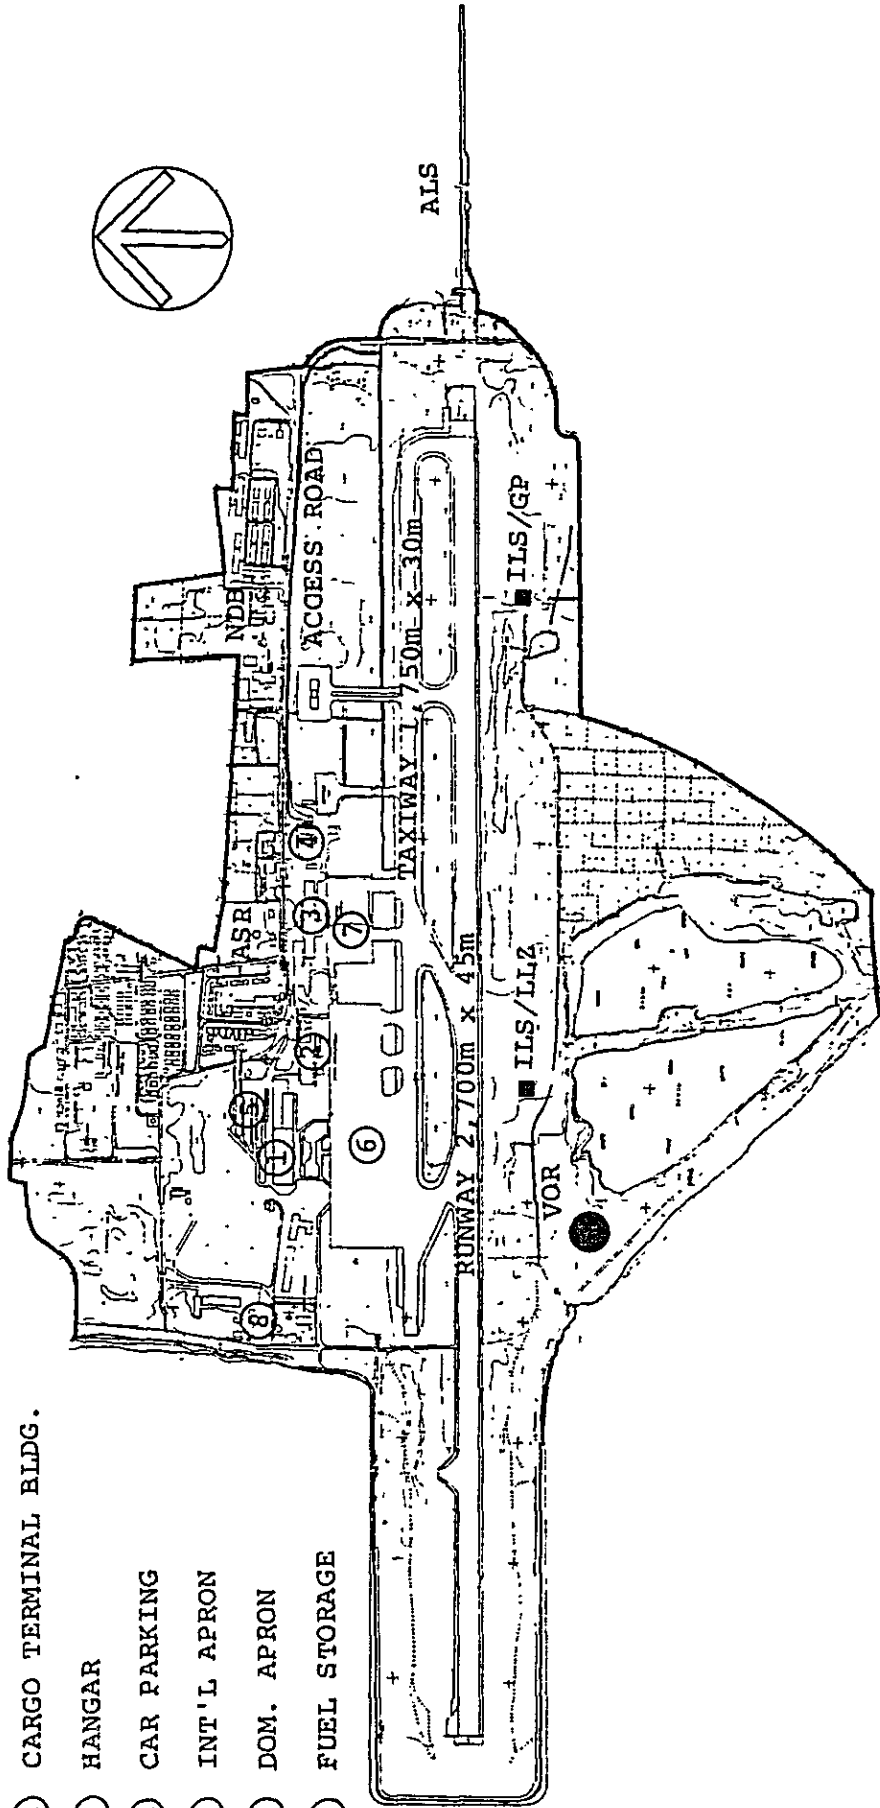 CARGO TERMINAL BLDG.
HANGAR
CAR PARKING
INT'L APRON
DOM. APRON
FUEL STORAGE
NDB
ACCESS ROAD
ALS
ASR
TAXIWAY 1,750m x 30m
RUNWAY 2,700m x 45m
ILS/GP
ILS/LLZ
VOR
1
2
3
4
5
6
7
8